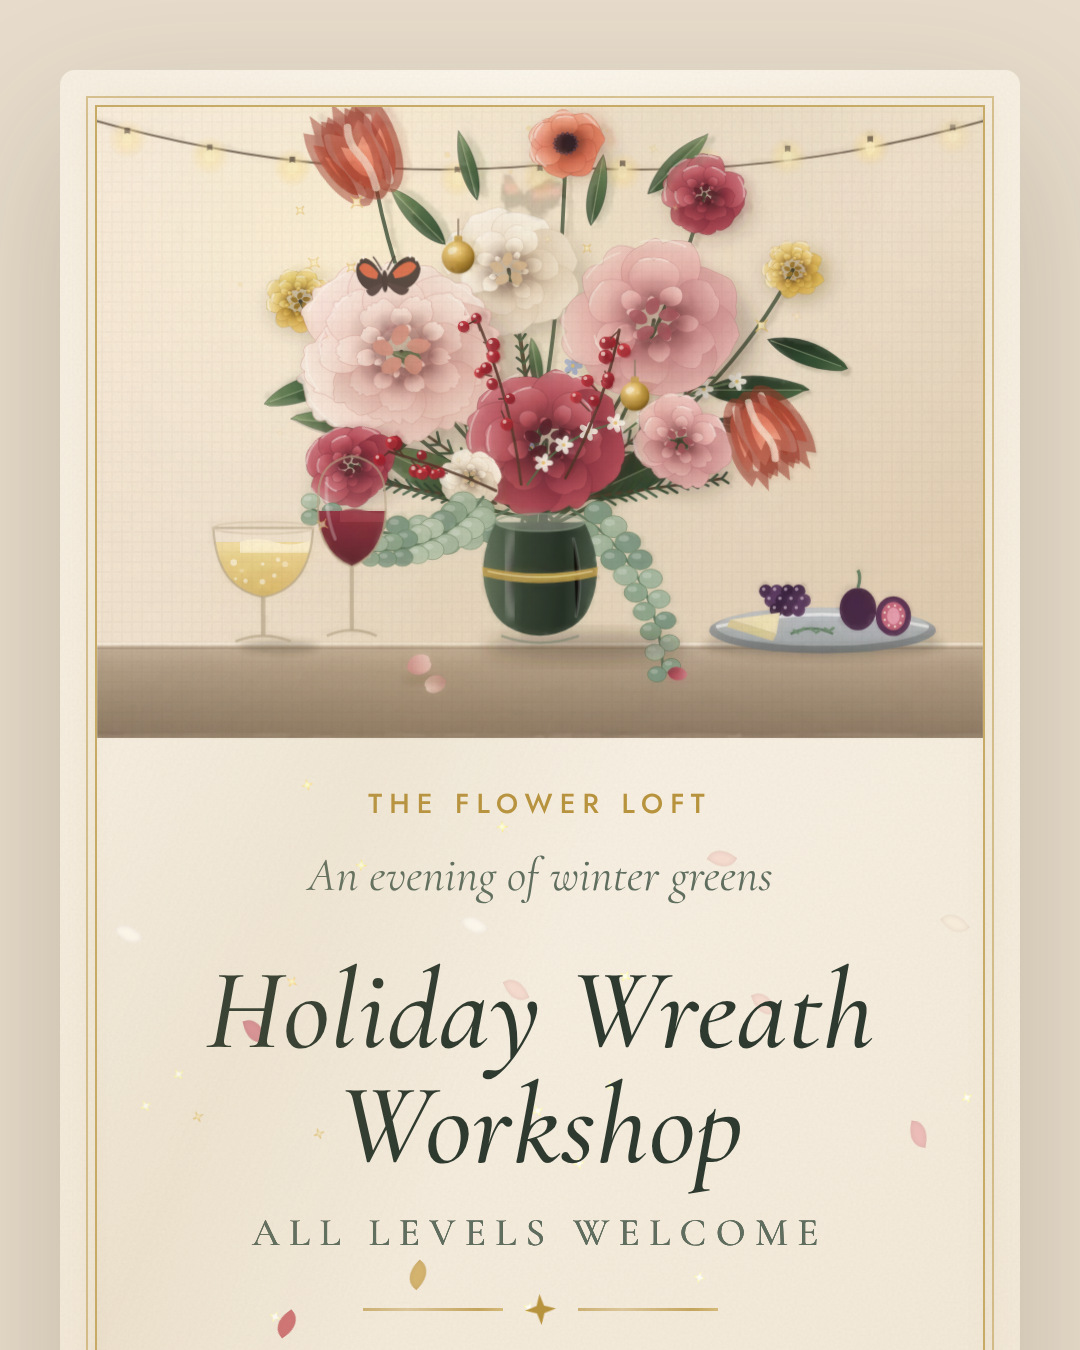 THE FLOWER LOFT
An evening of winter greens
Holiday Wreath
Workshop
ALL LEVELS WELCOME